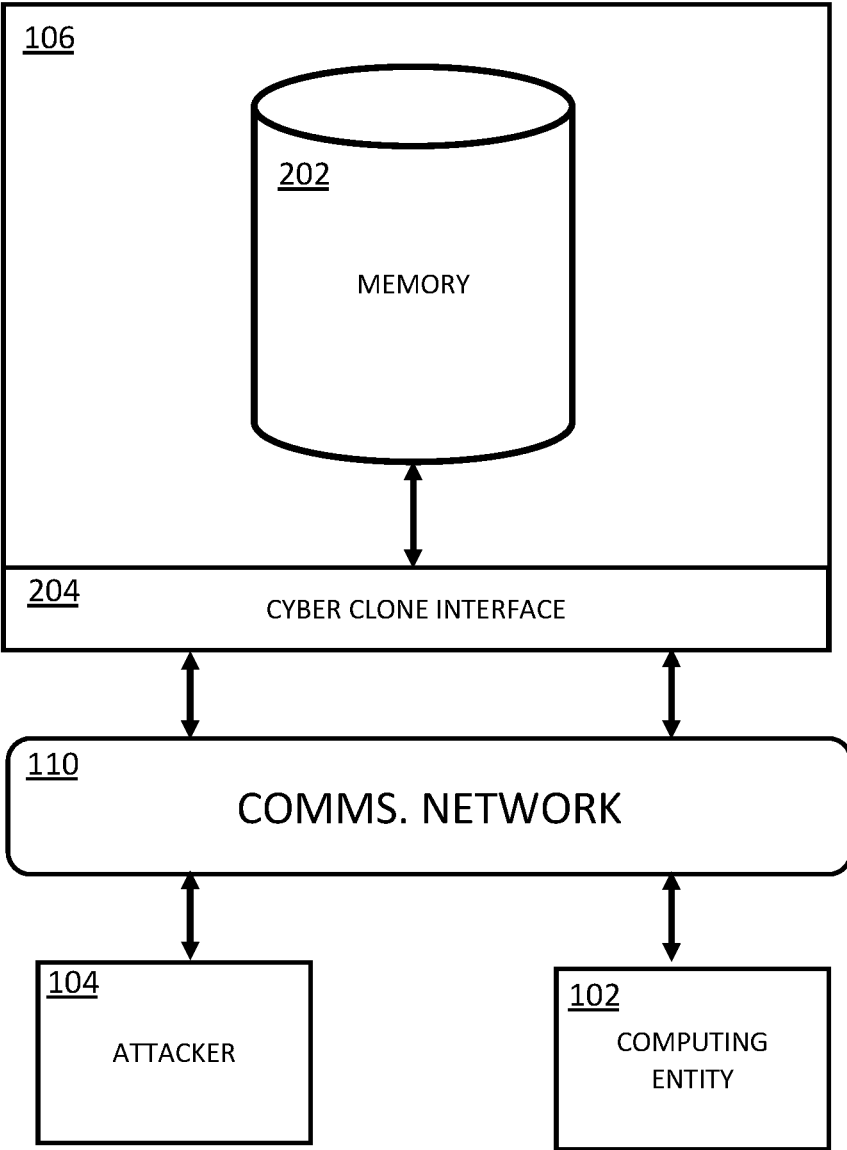 106
202
MEMORY
204
CYBER CLONE INTERFACE
110
COMMS. NETWORK
104
ATTACKER
102
COMPUTING
ENTITY